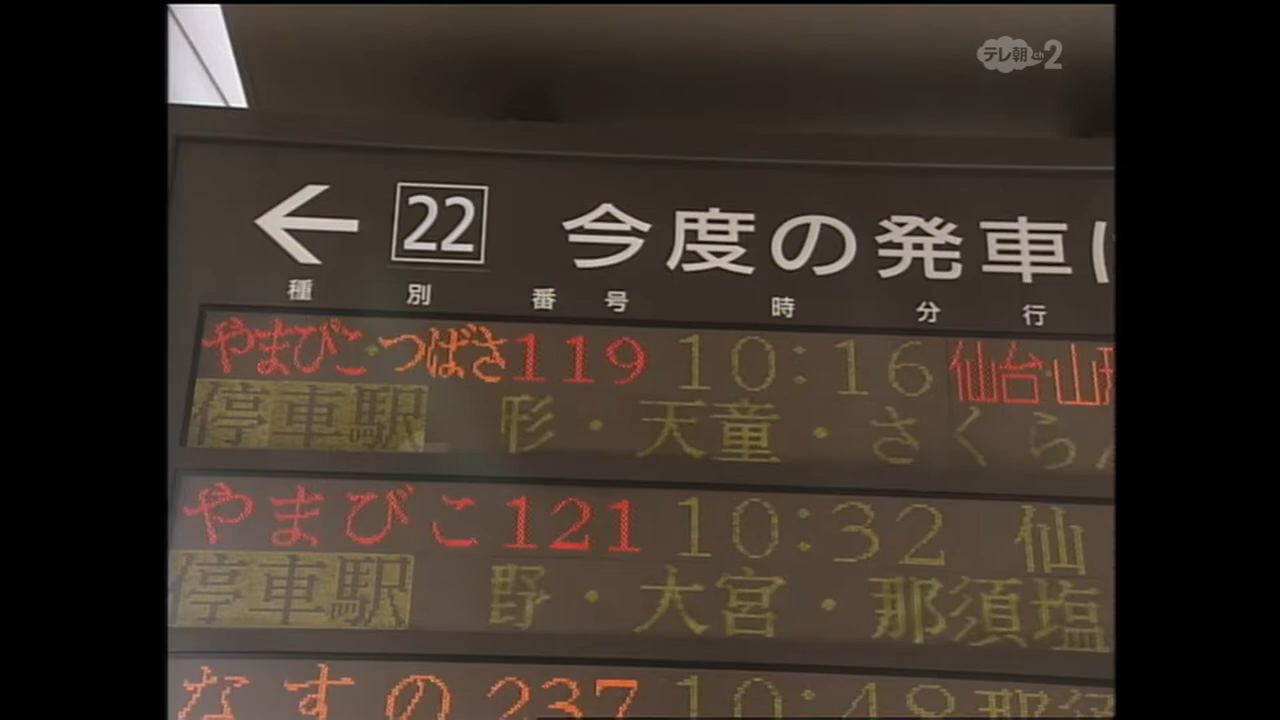 テレ朝ch2
← 22 今度の発車
種別 番号 時分 行
やまびこ・つばさ119 10:16 仙台・山形
停車駅 形・天童・さくら
やまびこ121 10:32 仙
停車駅 野・大宮・那須塩
なすの237 10:48 那須